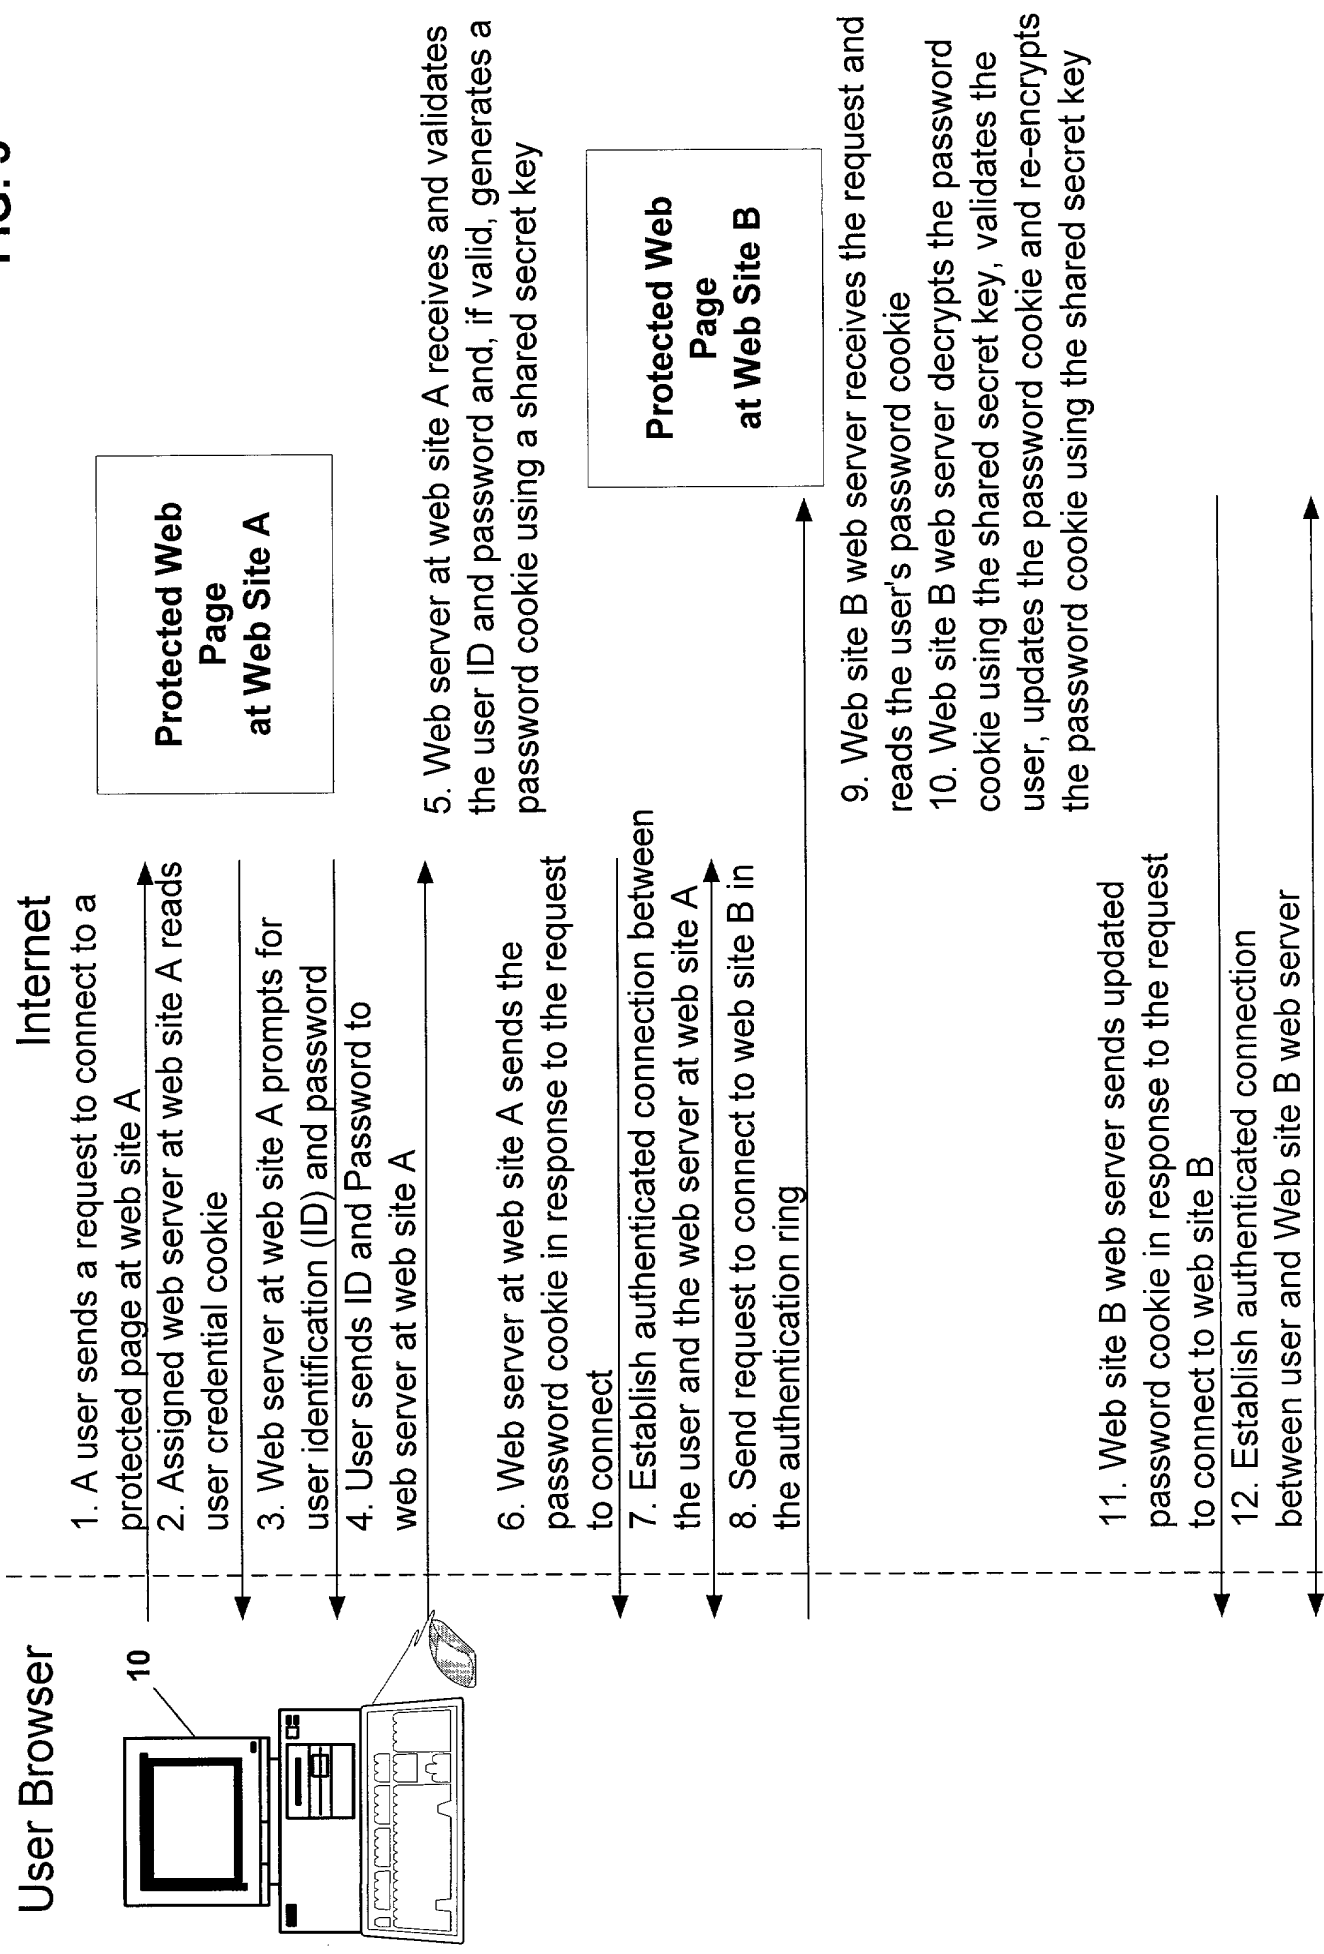 User Browser
Internet
10
1. A user sends a request to connect to a
protected page at web site A
2. Assigned web server at web site A reads
user credential cookie
3. Web server at web site A prompts for
user identification (ID) and password
4. User sends ID and Password to
web server at web site A
Protected Web
Page
at Web Site A
5. Web server at web site A receives and validates
the user ID and password and, if valid, generates a
password cookie using a shared secret key
6. Web server at web site A sends the
password cookie in response to the request
to connect
7. Establish authenticated connection between
the user and the web server at web site A
8. Send request to connect to web site B in
the authentication ring
Protected Web
Page
at Web Site B
9. Web site B web server receives the request and
reads the user's password cookie
10. Web site B web server decrypts the password
cookie using the shared secret key, validates the
user, updates the password cookie and re-encrypts
the password cookie using the shared secret key
11. Web site B web server sends updated
password cookie in response to the request
to connect to web site B
12. Establish authenticated connection
between user and Web site B web server